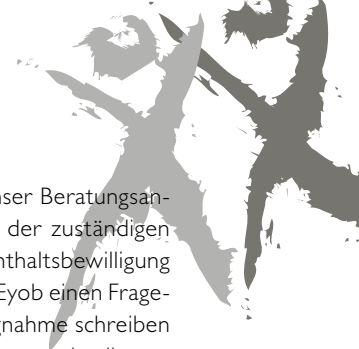 nser Beratungsan-
der zuständigen
nthaltsbewilligung
Eyob einen Frage-
gnahme schreiben